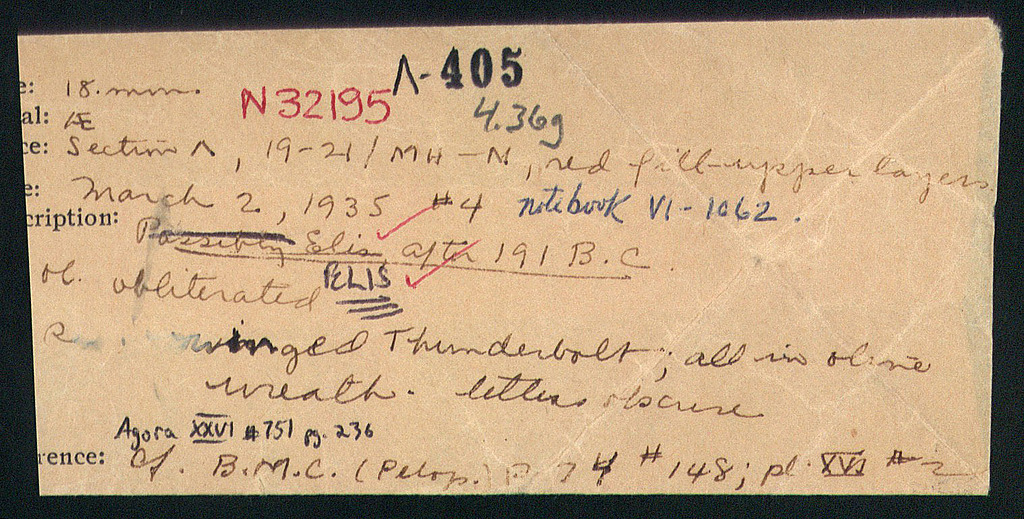 Λ-405
e: 18. mm.
N32195
4.36g
al: Æ
ce: Section Λ, 19-21/ MH-N, red fill-upper layers
e: March 2, 1935 #4 notebook VI-1062.
cription: Possibly Elis after 191 B.C.
ELIS
ob. obliterated
R winged Thunderbolt; all in olive
wreath. letters obscure
Agora XXVI #751 pg. 236
rence: Cf. B.M.C. (Pelop.) p. 74 #148; pl. XVI #2